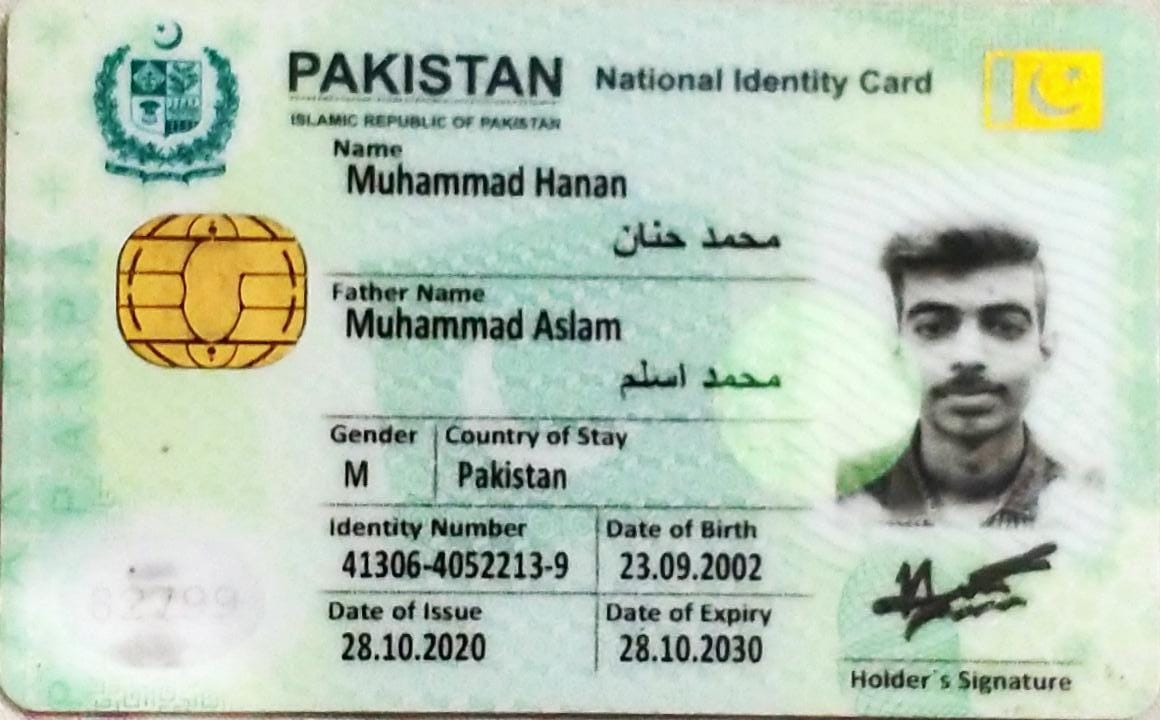 PAKISTAN National Identity Card
ISLAMIC REPUBLIC OF PAKISTAN
Name
Muhammad Hanan
محمد حنان
Father Name
Muhammad Aslam
محمد اسلم
Gender Country of Stay
M Pakistan
Identity Number Date of Birth
41306-4052213-9 23.09.2002
Date of Issue Date of Expiry
28.10.2020 28.10.2030
Holder's Signature